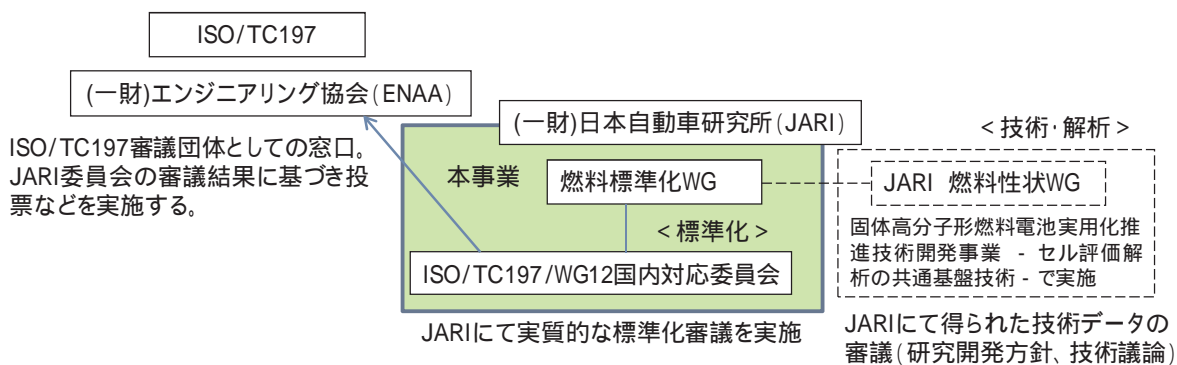 ISO/TC197
(一財)エンジニアリング協会(ENAA)
ISO/TC197審議団体としての窓口。
JARI委員会の審議結果に基づき投
票などを実施する。
(一財)日本自動車研究所(JARI)
本事業
燃料標準化WG
<標準化>
ISO/TC197/WG12国内対応委員会
JARIにて実質的な標準化審議を実施
<技術・解析>
JARI 燃料性状WG
固体高分子形燃料電池実用化推
進技術開発事業 - セル評価解
析の共通基盤技術 - で実施
JARIにて得られた技術データの
審議(研究開発方針、技術議論)